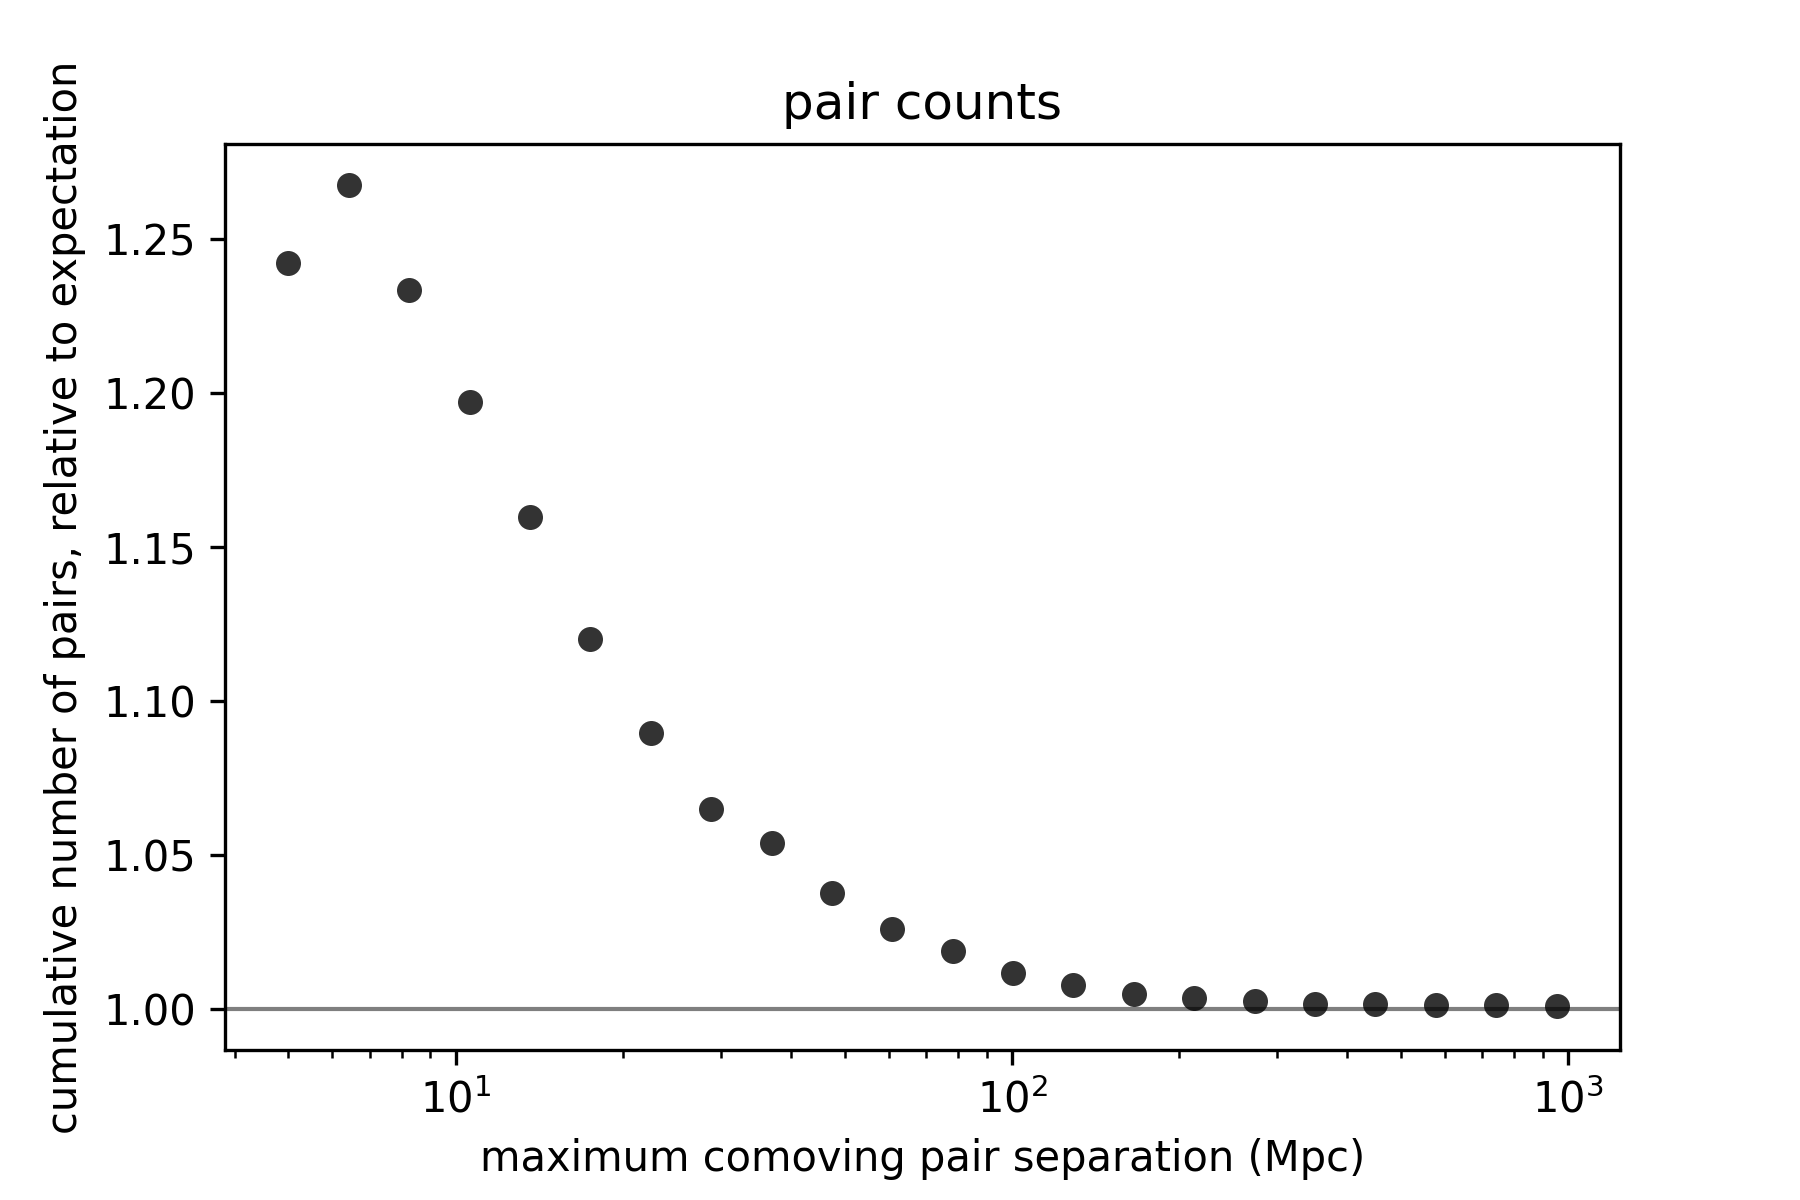 pair counts
cumulative number of pairs, relative to expectation
1.25
1.20
1.15
1.10
1.05
1.00
10¹ 10² 10³
maximum comoving pair separation (Mpc)